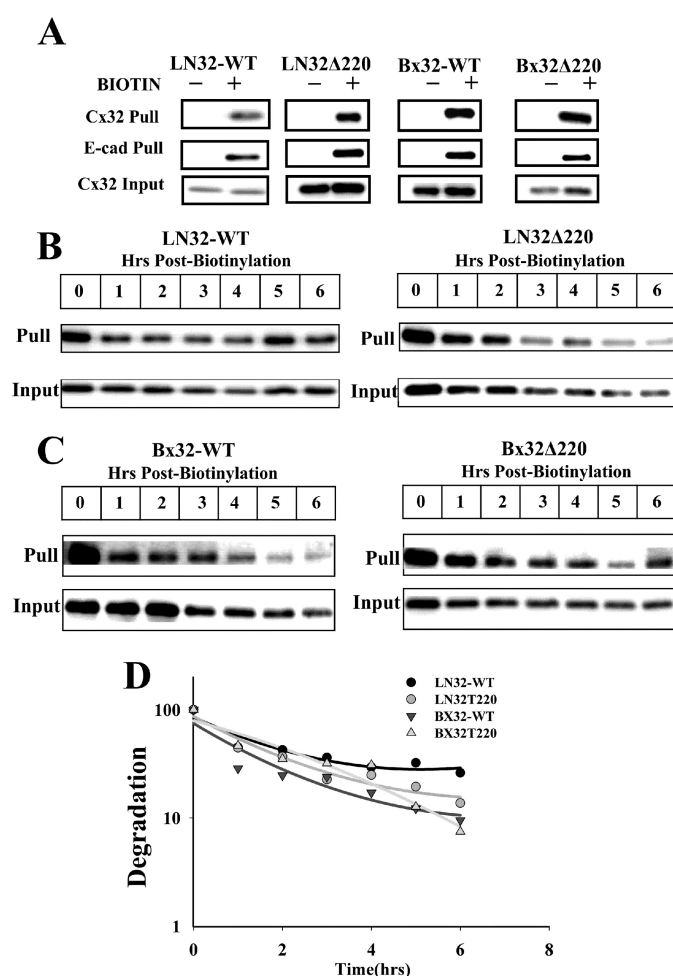 A
LN32-WT LN32Δ220 Bx32-WT Bx32Δ220
BIOTIN − + − + − + − +
Cx32 Pull
E-cad Pull
Cx32 Input
B
LN32-WT LN32Δ220
Hrs Post-Biotinylation Hrs Post-Biotinylation
0 1 2 3 4 5 6 0 1 2 3 4 5 6
Pull Pull
Input Input
C
Bx32-WT Bx32Δ220
Hrs Post-Biotinylation Hrs Post-Biotinylation
0 1 2 3 4 5 6 0 1 2 3 4 5 6
Pull Pull
Input Input
D
LN32-WT
LN32T220
BX32-WT
BX32T220
100
10
1
Degradation
0 2 4 6 8
Time(hrs)